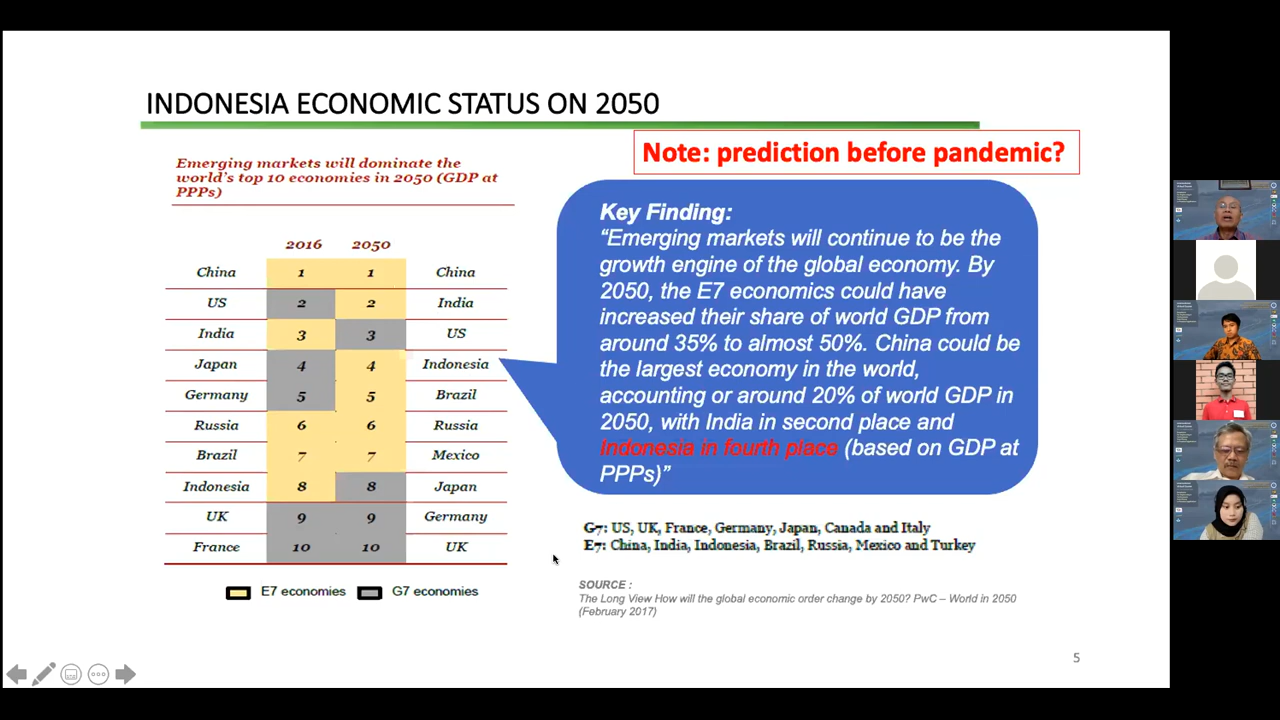 INDONESIA ECONOMIC STATUS ON 2050
Note: prediction before pandemic?
Emerging markets will dominate the
world's top 10 economies in 2050 (GDP at
PPPs)
2016 2050
China 1 1 China
US 2 2 India
India 3 3 US
Japan 4 4 Indonesia
Germany 5 5 Brazil
Russia 6 6 Russia
Brazil 7 7 Mexico
Indonesia 8 8 Japan
UK 9 9 Germany
France 10 10 UK
E7 economies G7 economies
Key Finding:
“Emerging markets will continue to be the
growth engine of the global economy. By
2050, the E7 economics could have
increased their share of world GDP from
around 35% to almost 50%. China could be
the largest economy in the world,
accounting or around 20% of world GDP in
2050, with India in second place and
Indonesia in fourth place (based on GDP at
PPPs)”
G7: US, UK, France, Germany, Japan, Canada and Italy
E7: China, India, Indonesia, Brazil, Russia, Mexico and Turkey
SOURCE :
The Long View How will the global economic order change by 2050? PwC – World in 2050
(February 2017)
5